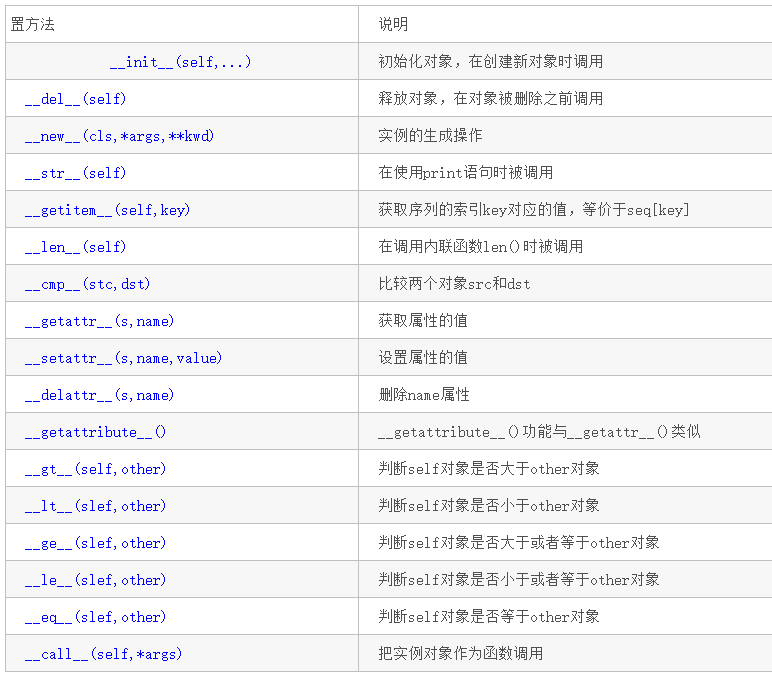 置方法 说明
__init__(self,...) 初始化对象，在创建新对象时调用
__del__(self) 释放对象，在对象被删除之前调用
__new__(cls,*args,**kwd) 实例的生成操作
__str__(self) 在使用print语句时被调用
__getitem__(self,key) 获取序列的索引key对应的值，等价于seq[key]
__len__(self) 在调用内联函数len()时被调用
__cmp__(stc,dst) 比较两个对象src和dst
__getattr__(s,name) 获取属性的值
__setattr__(s,name,value) 设置属性的值
__delattr__(s,name) 删除name属性
__getattribute__() __getattribute__()功能与__getattr__()类似
__gt__(self,other) 判断self对象是否大于other对象
__lt__(slef,other) 判断self对象是否小于other对象
__ge__(slef,other) 判断self对象是否大于或者等于other对象
__le__(slef,other) 判断self对象是否小于或者等于other对象
__eq__(slef,other) 判断self对象是否等于other对象
__call__(self,*args) 把实例对象作为函数调用